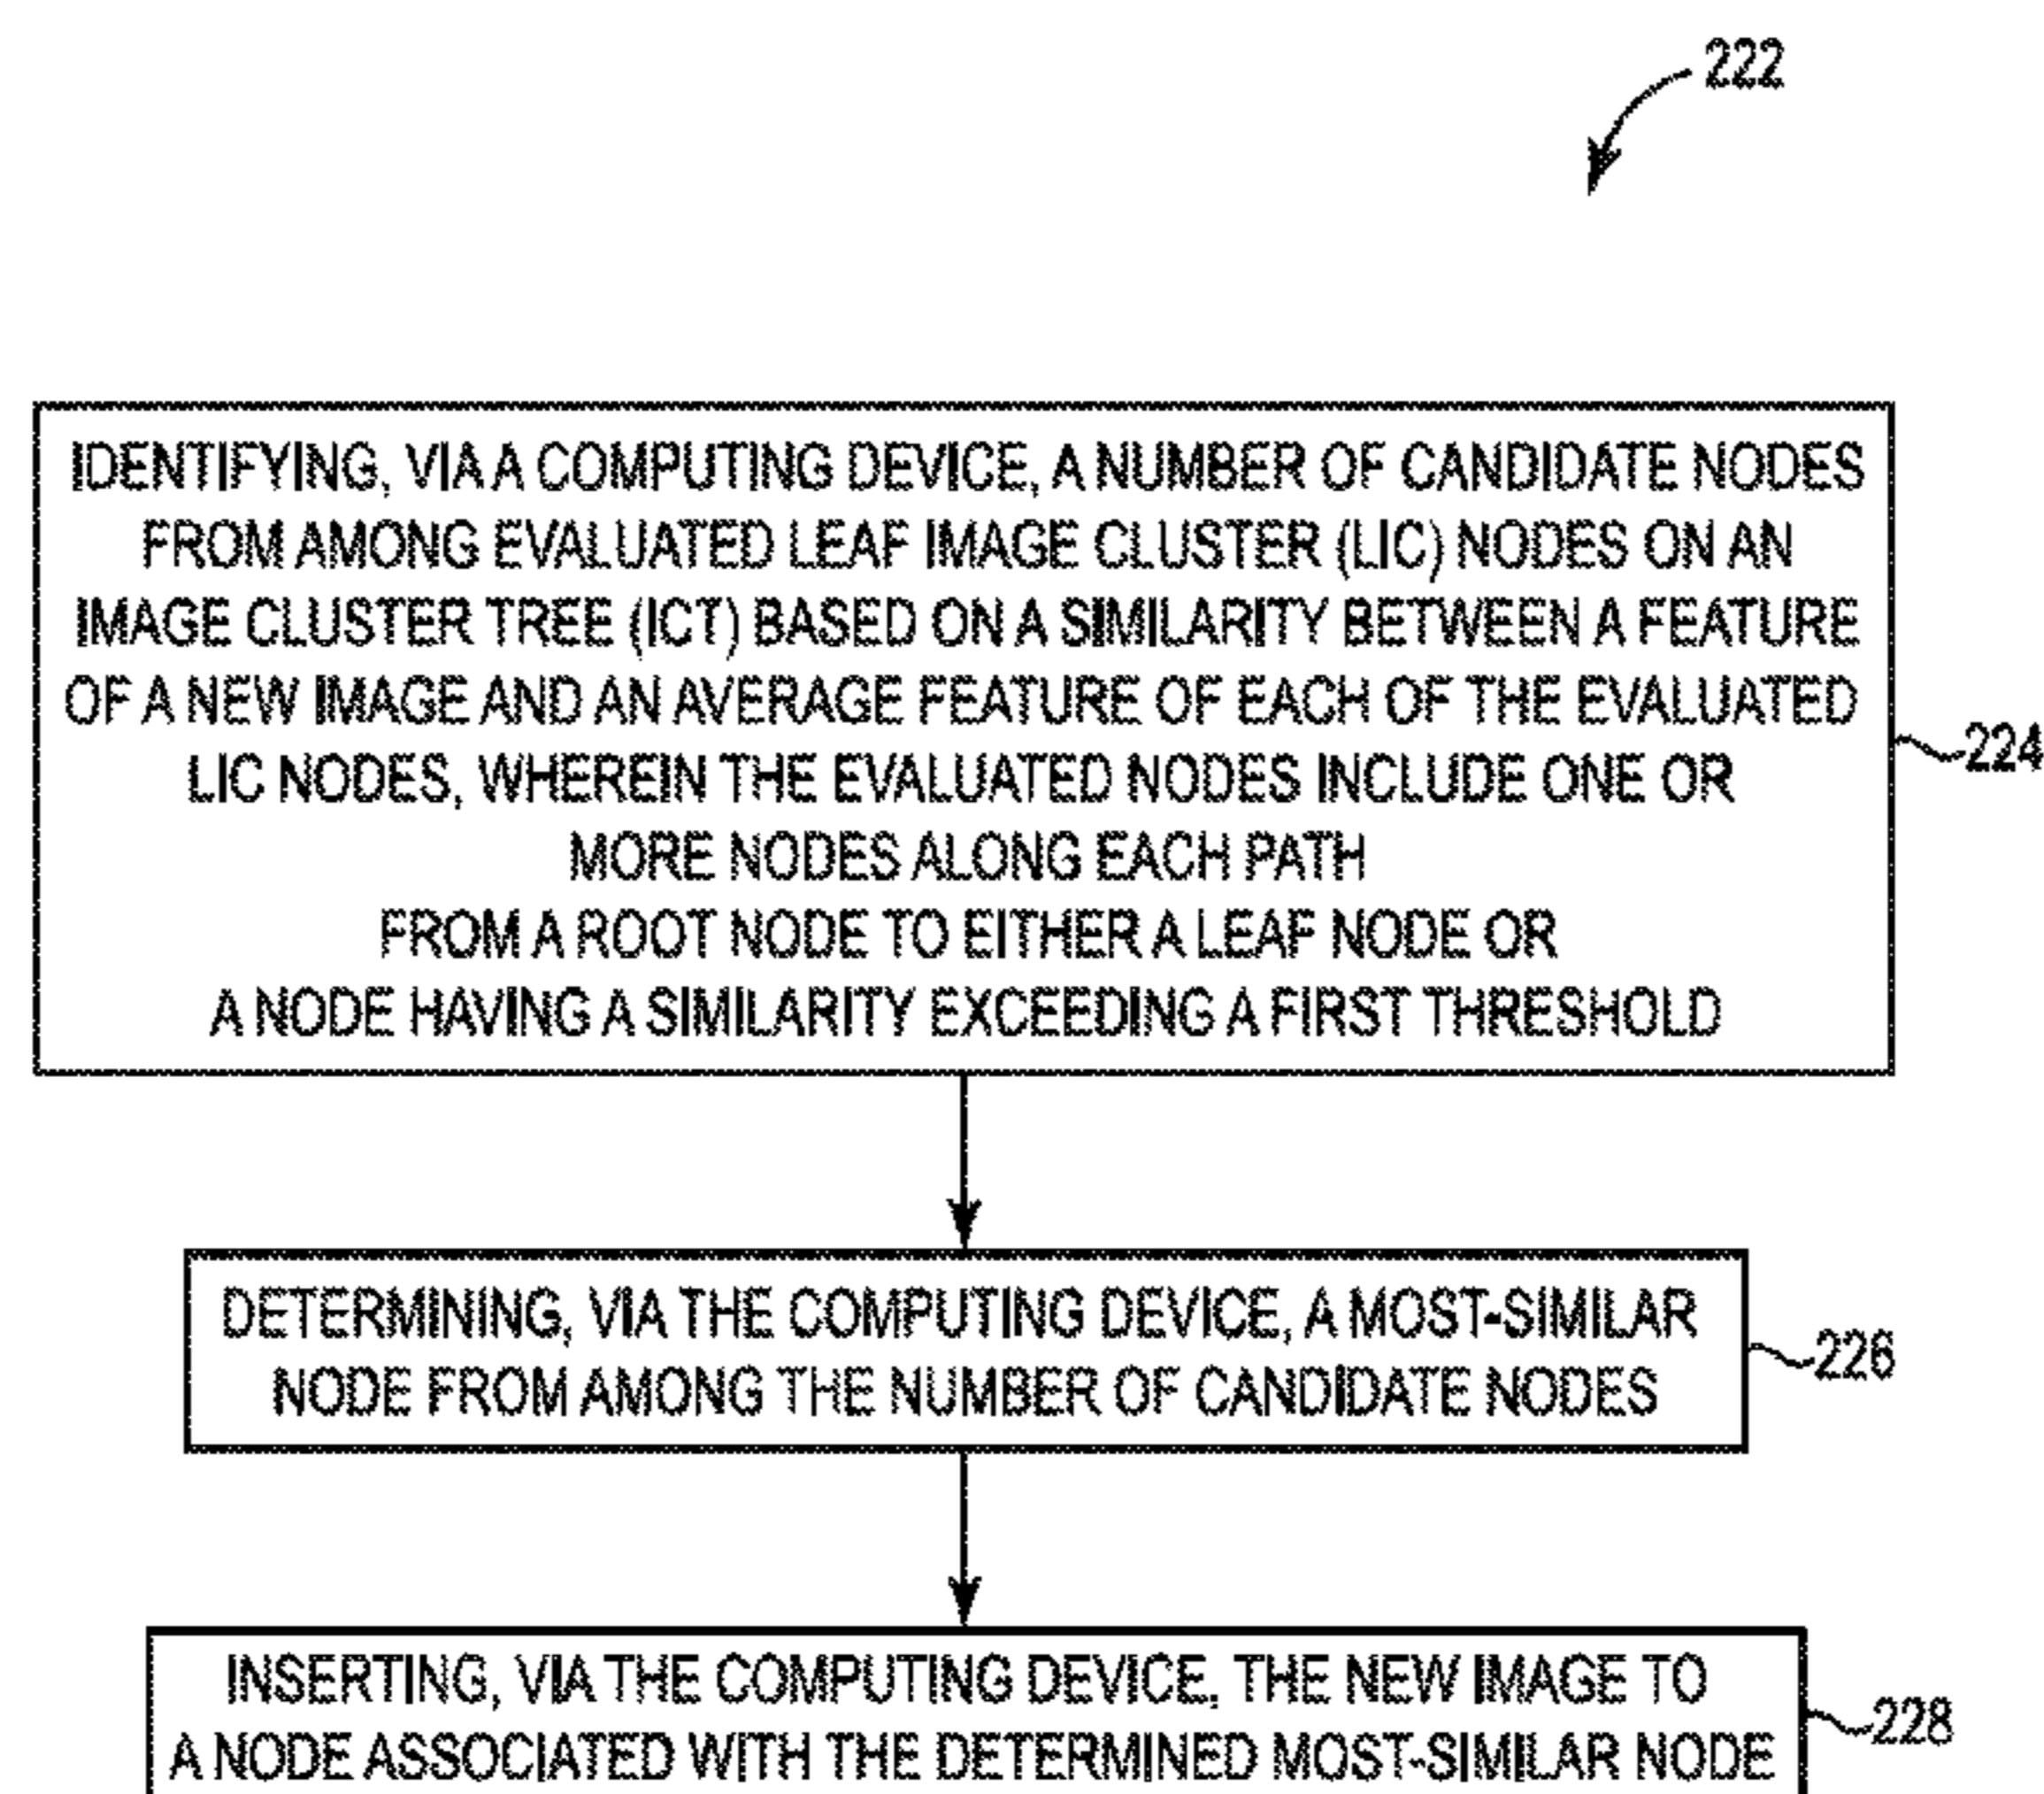 222
IDENTIFYING, VIA A COMPUTING DEVICE, A NUMBER OF CANDIDATE NODES
FROM AMONG EVALUATED LEAF IMAGE CLUSTER (LIC) NODES ON AN
IMAGE CLUSTER TREE (ICT) BASED ON A SIMILARITY BETWEEN A FEATURE
OF A NEW IMAGE AND AN AVERAGE FEATURE OF EACH OF THE EVALUATED
LIC NODES, WHEREIN THE EVALUATED NODES INCLUDE ONE OR
MORE NODES ALONG EACH PATH
FROM A ROOT NODE TO EITHER A LEAF NODE OR
A NODE HAVING A SIMILARITY EXCEEDING A FIRST THRESHOLD
224
DETERMINING, VIA THE COMPUTING DEVICE, A MOST-SIMILAR
NODE FROM AMONG THE NUMBER OF CANDIDATE NODES
226
INSERTING, VIA THE COMPUTING DEVICE, THE NEW IMAGE TO
A NODE ASSOCIATED WITH THE DETERMINED MOST-SIMILAR NODE
228